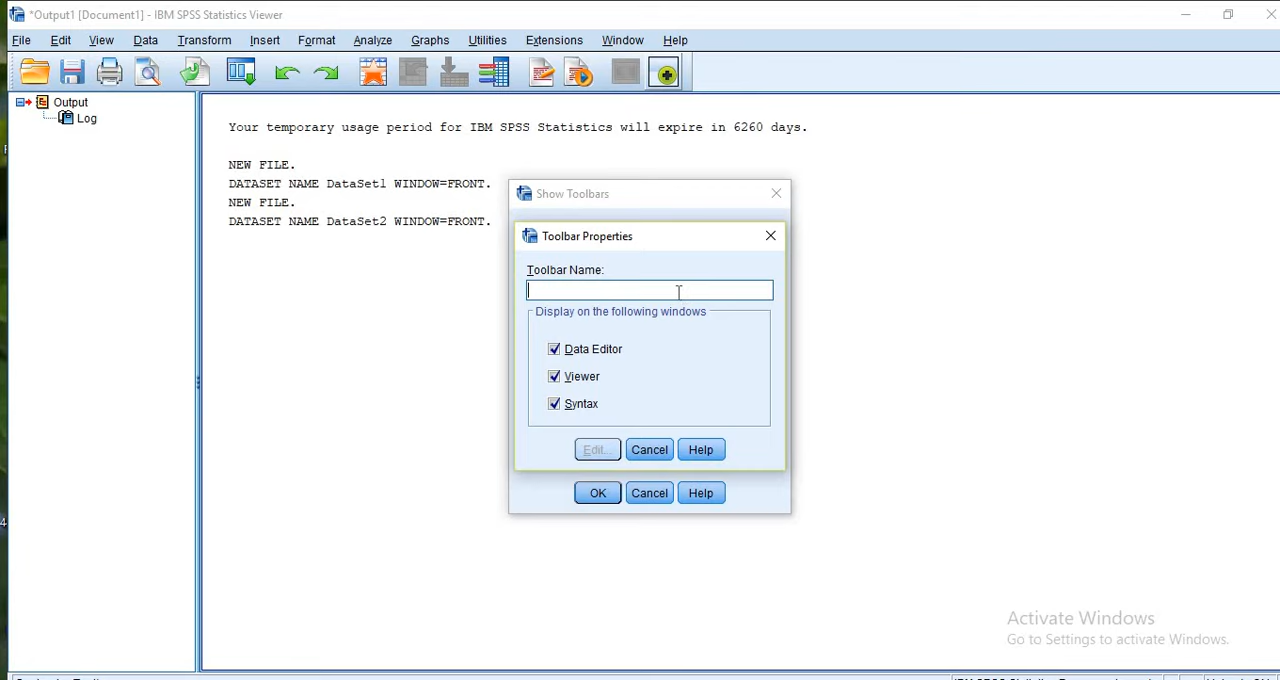 *Output1 [Document1] - IBM SPSS Statistics Viewer
File Edit View Data Transform Insert Format Analyze Graphs Utilities Extensions Window Help
Output
Log
Your temporary usage period for IBM SPSS Statistics will expire in 6260 days.
NEW FILE.
DATASET NAME DataSet1 WINDOW=FRONT.
NEW FILE.
DATASET NAME DataSet2 WINDOW=FRONT.
Show Toolbars
Toolbar Properties
Toolbar Name:
Display on the following windows
Data Editor
Viewer
Syntax
Edit... Cancel Help
OK Cancel Help
Activate Windows
Go to Settings to activate Windows.